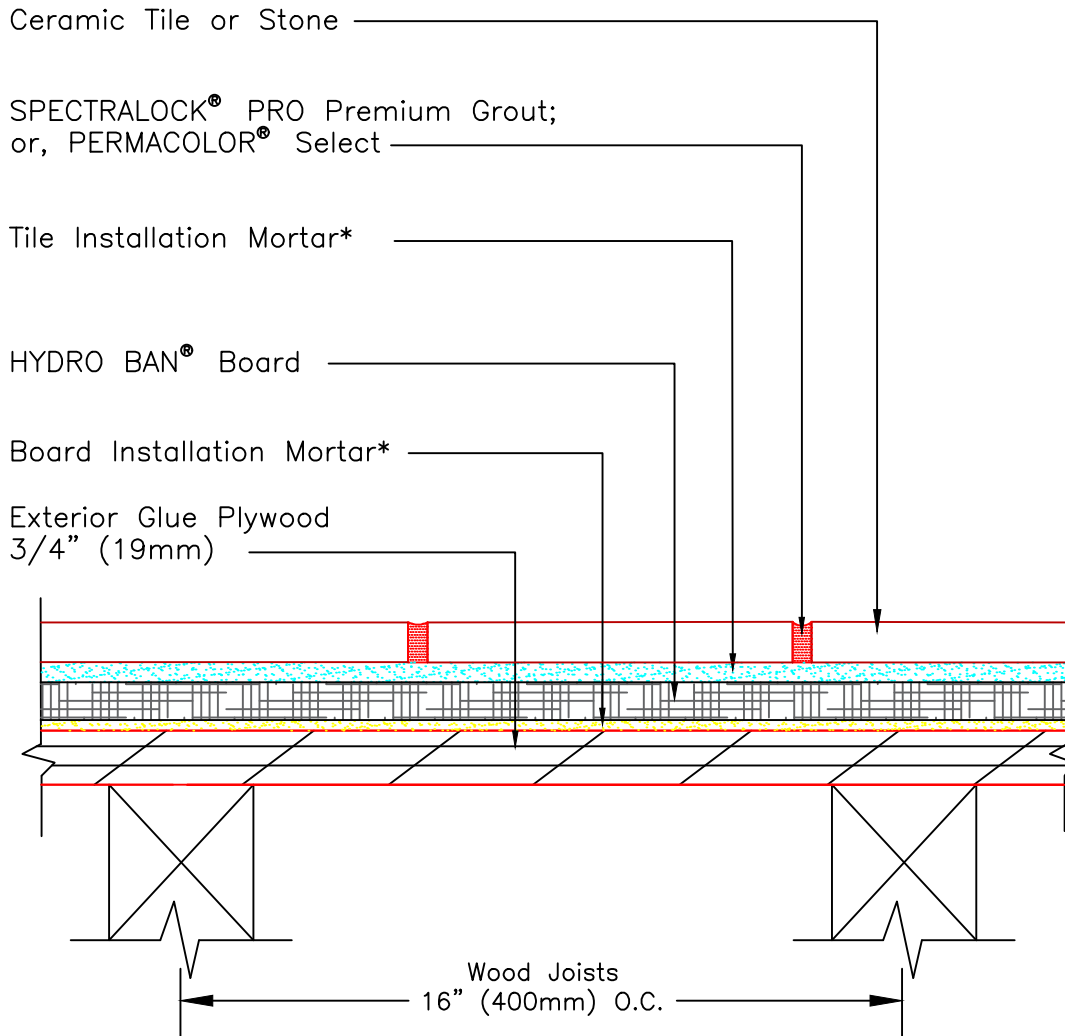 Ceramic Tile or Stone
SPECTRALOCK® PRO Premium Grout;
or, PERMACOLOR® Select
Tile Installation Mortar*
HYDRO BAN® Board
Board Installation Mortar*
Exterior Glue Plywood
3/4” (19mm)
Wood Joists
16” (400mm) O.C.